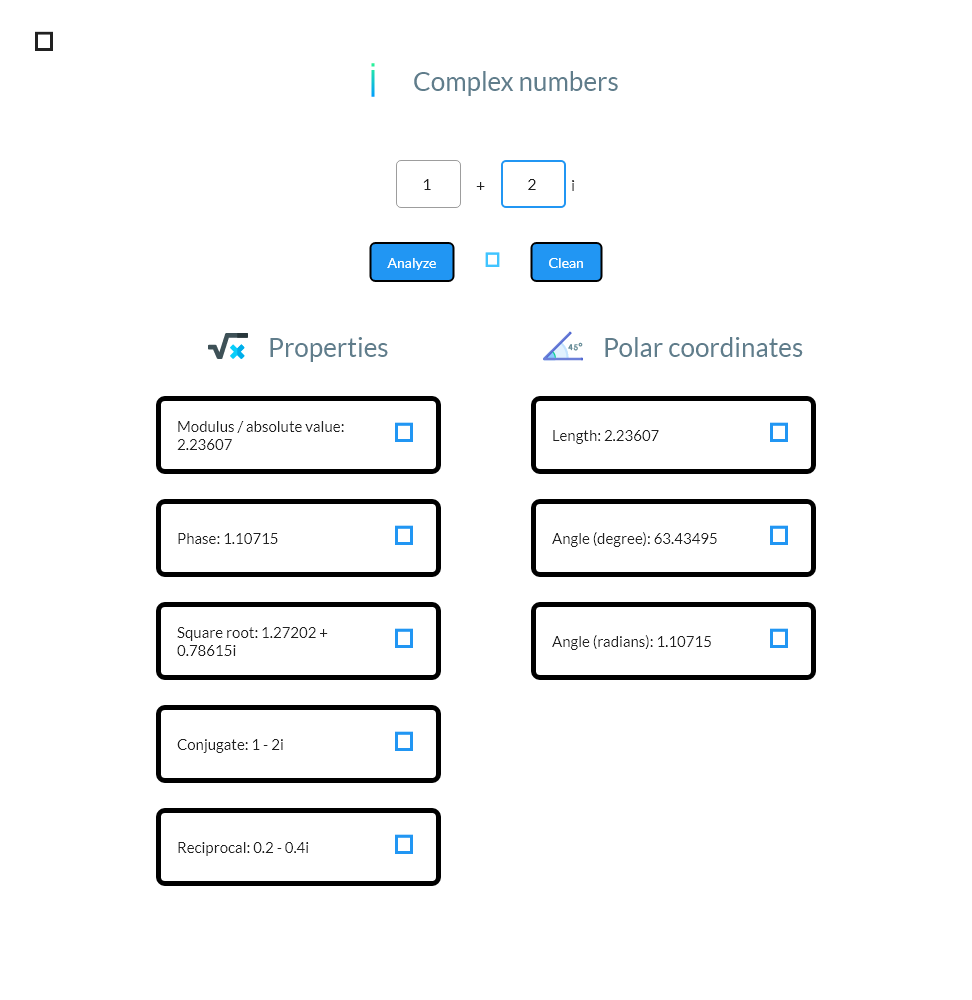 Complex numbers
1 + 2 i
Analyze
Clean
Properties
Modulus / absolute value:
2.23607
Phase: 1.10715
Square root: 1.27202 +
0.78615i
Conjugate: 1 - 2i
Reciprocal: 0.2 - 0.4i
45°
Polar coordinates
Length: 2.23607
Angle (degree): 63.43495
Angle (radians): 1.10715